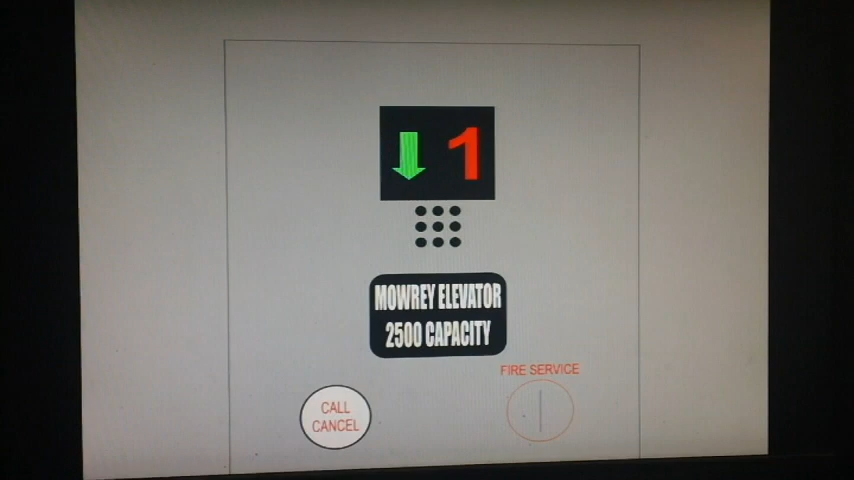 1
MOWREY ELEVATOR
2500 CAPACITY
FIRE SERVICE
CALL
CANCEL